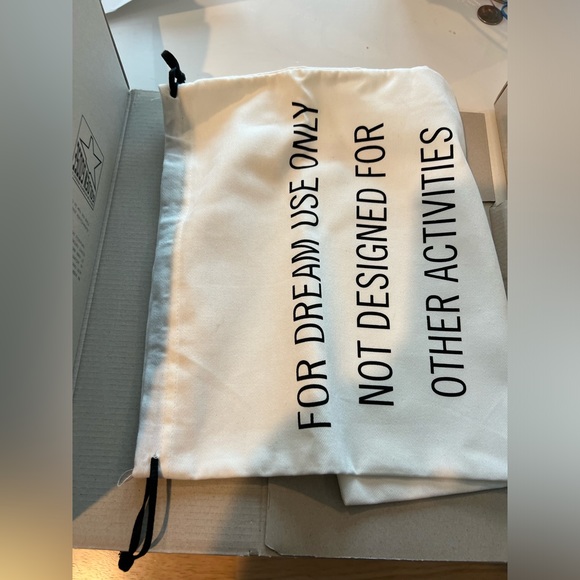 FOR DREAM USE ONLY
NOT DESIGNED FOR
OTHER ACTIVITIES